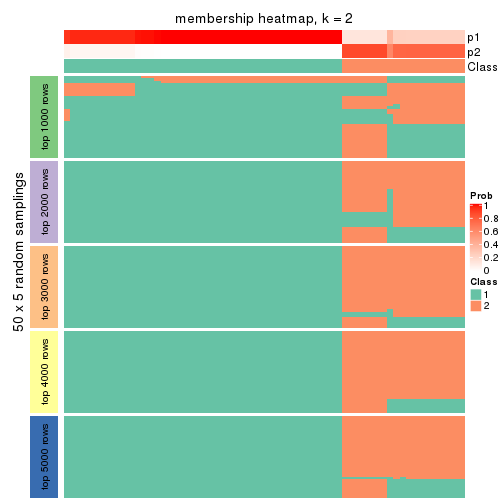 membership heatmap, k = 2
p1
p2
Class
50 x 5 random samplings
top 1000 rows
top 2000 rows
top 3000 rows
top 4000 rows
top 5000 rows
Prob
1
0.8
0.6
0.4
0.2
0
Class
1
2